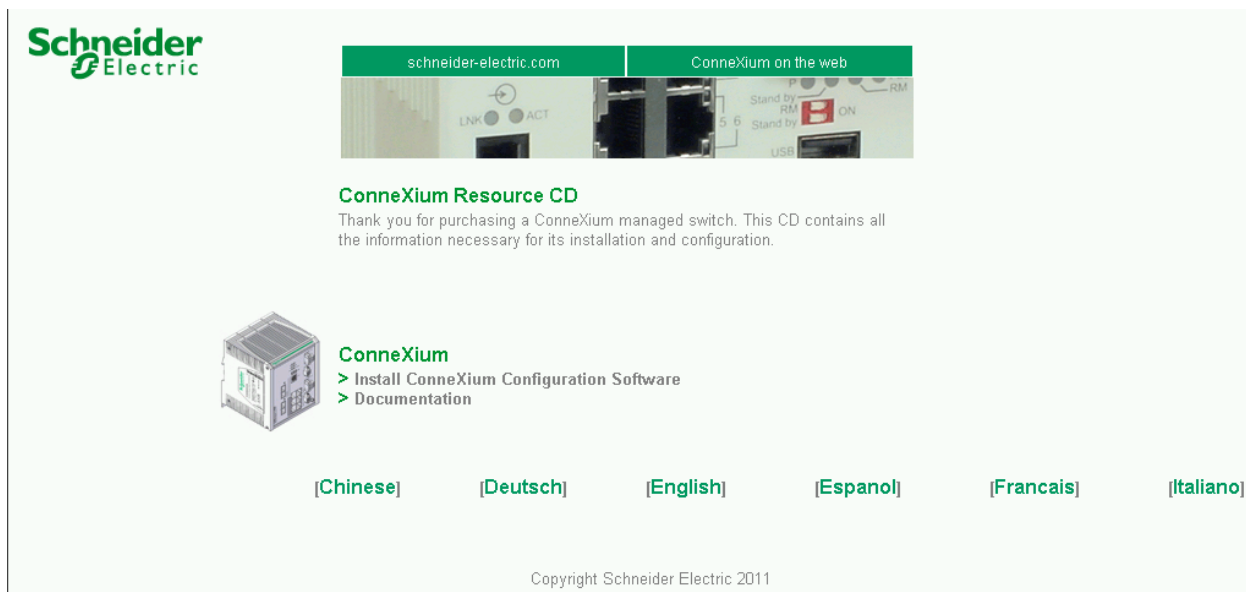 Schneider
Electric
schneider-electric.com
ConneXium on the web
P
RM
Stand by
LNK ACT
RM ON
5 6 Stand by
USB
ConneXium Resource CD
Thank you for purchasing a ConneXium managed switch. This CD contains all
the information necessary for its installation and configuration.
ConneXium
> Install ConneXium Configuration Software
> Documentation
[Chinese] [Deutsch] [English] [Espanol] [Francais] [Italiano]
Copyright Schneider Electric 2011